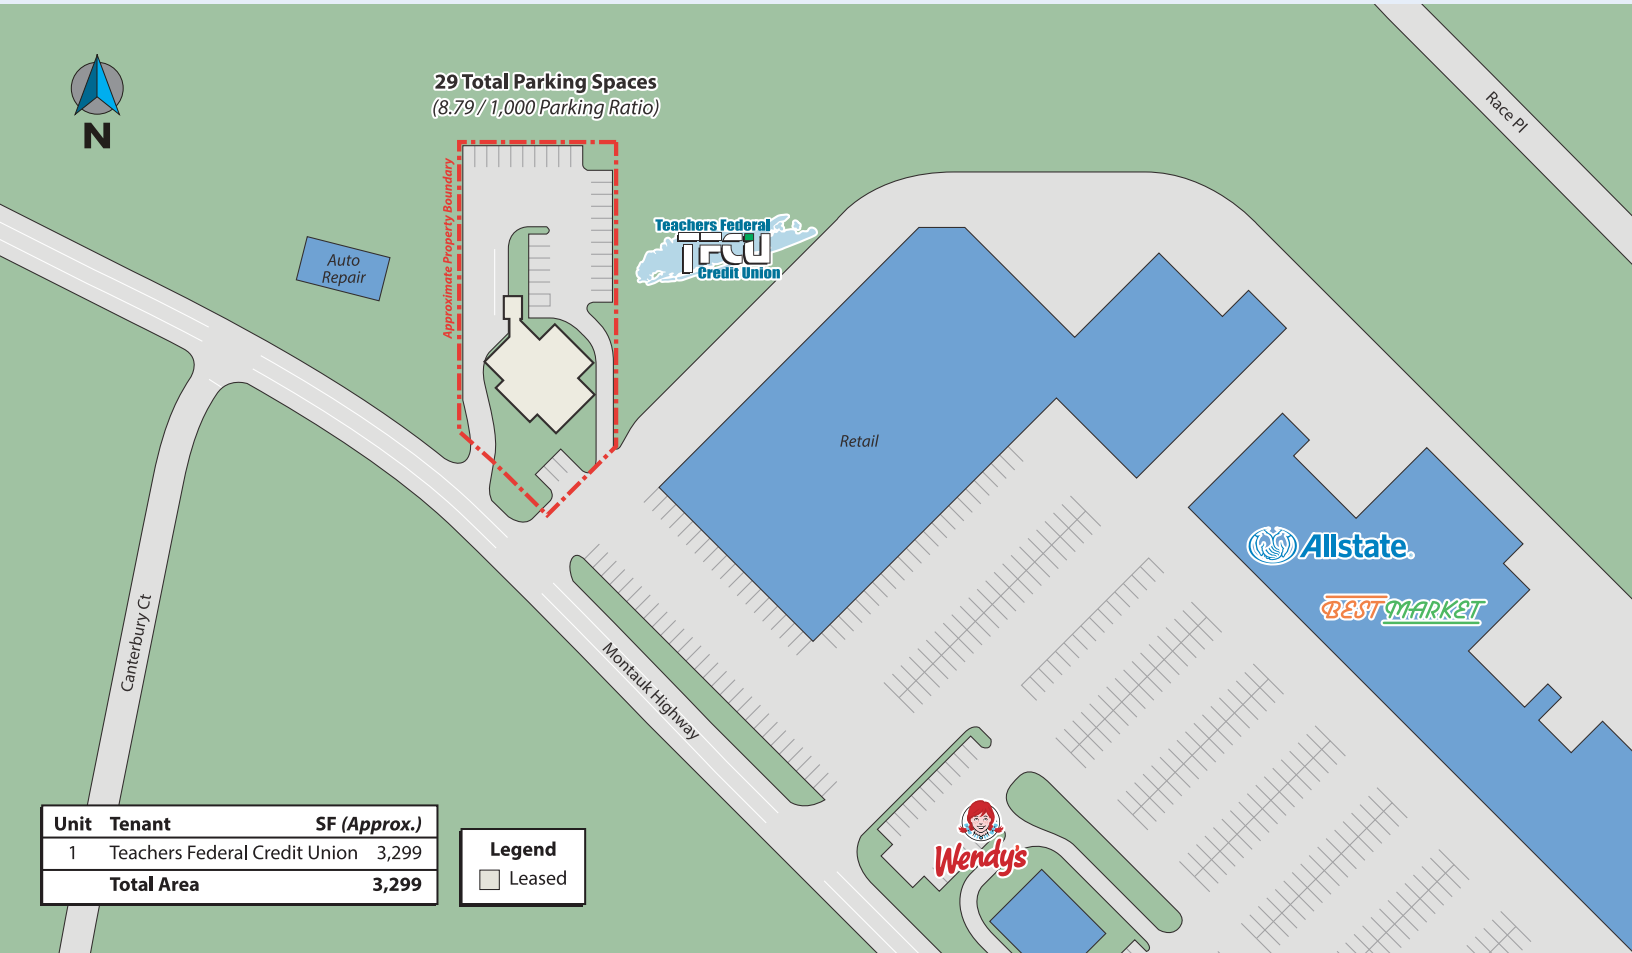 29 Total Parking Spaces
(8.79 / 1,000 Parking Ratio)
N
Race Pl
Approximate Property Boundary
Teachers Federal
TFCU
Credit Union
Auto
Repair
Retail
Allstate
BEST MARKET
Canterbury Ct
Montauk Highway
Wendy's
Unit Tenant SF (Approx.)
1 Teachers Federal Credit Union 3,299
Total Area 3,299
Legend
Leased